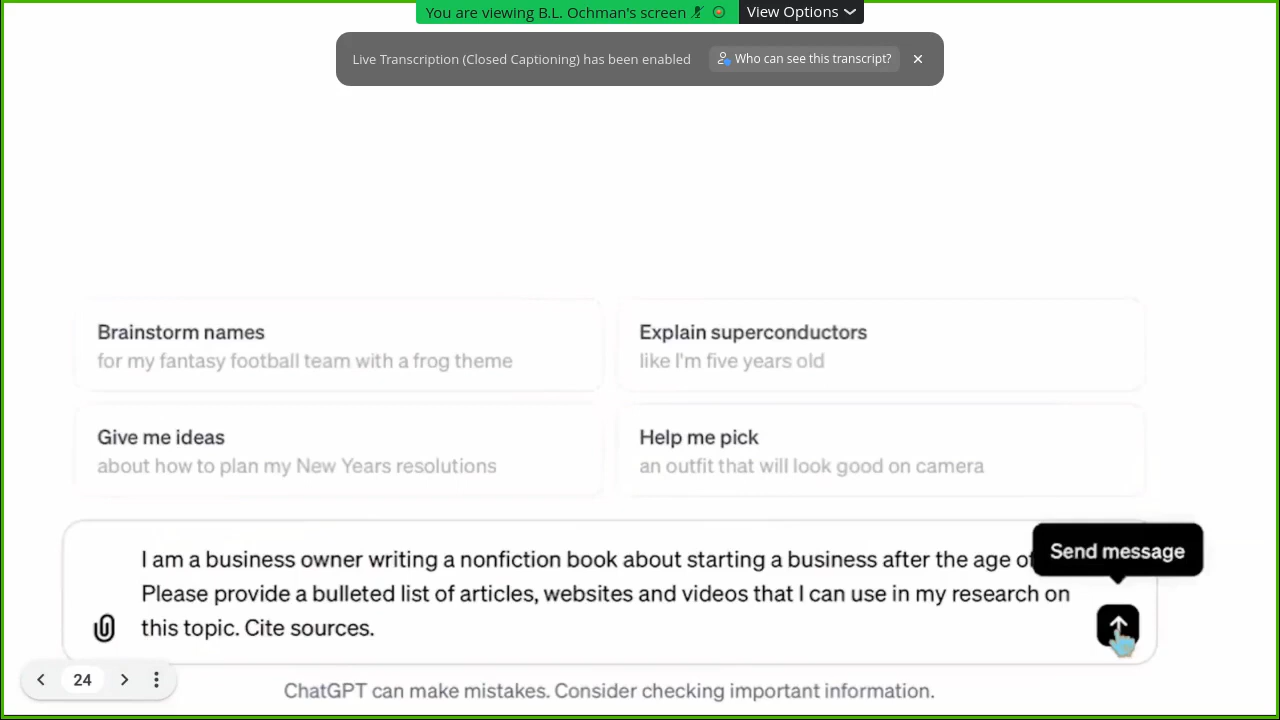 You are viewing B.L. Ochman's screen
View Options
Live Transcription (Closed Captioning) has been enabled
Who can see this transcript?
Brainstorm names
for my fantasy football team with a frog theme
Explain superconductors
like I'm five years old
Give me ideas
about how to plan my New Years resolutions
Help me pick
an outfit that will look good on camera
Send message
I am a business owner writing a nonfiction book about starting a business after the age of
Please provide a bulleted list of articles, websites and videos that I can use in my research on
this topic. Cite sources.
24
ChatGPT can make mistakes. Consider checking important information.